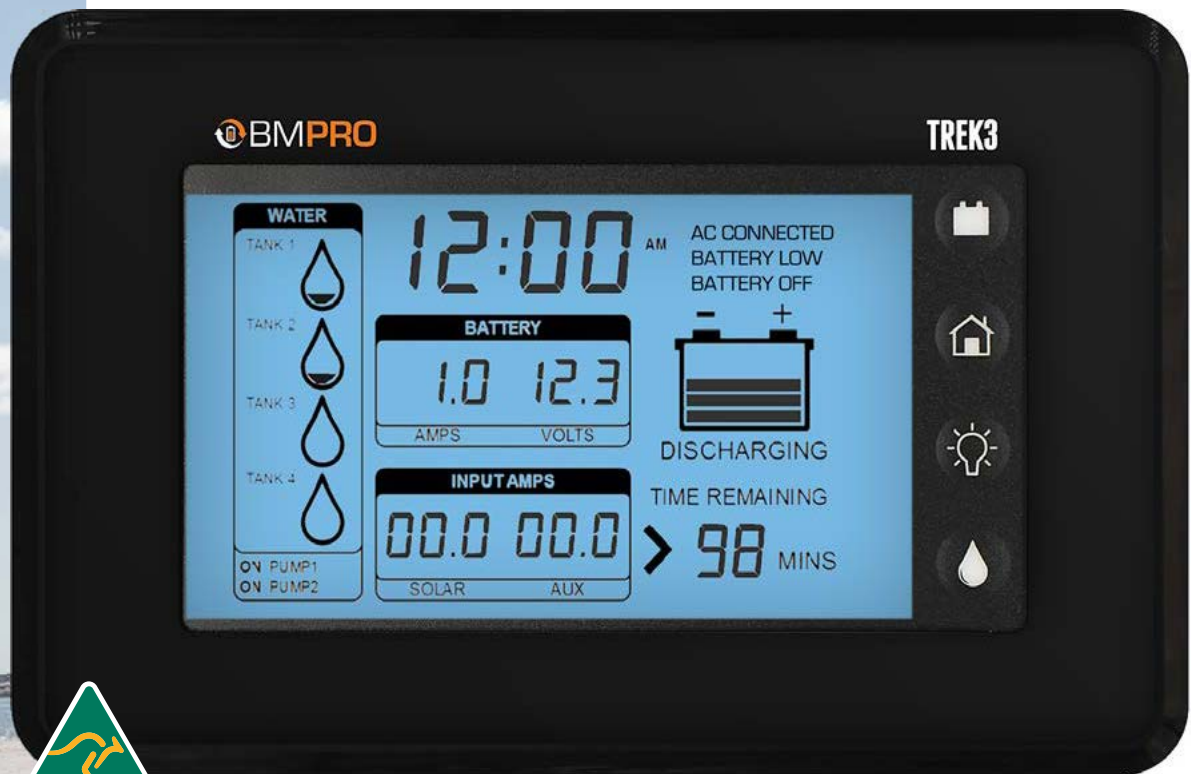 BMPRO
TREK3
WATER
TANK 1
TANK 2
TANK 3
TANK 4
ON PUMP1
ON PUMP2
12:00 AM
BATTERY
1.0 12.3
AMPS VOLTS
INPUT AMPS
00.0 00.0
SOLAR AUX
AC CONNECTED
BATTERY LOW
BATTERY OFF
- +
DISCHARGING
TIME REMAINING
> 98 MINS